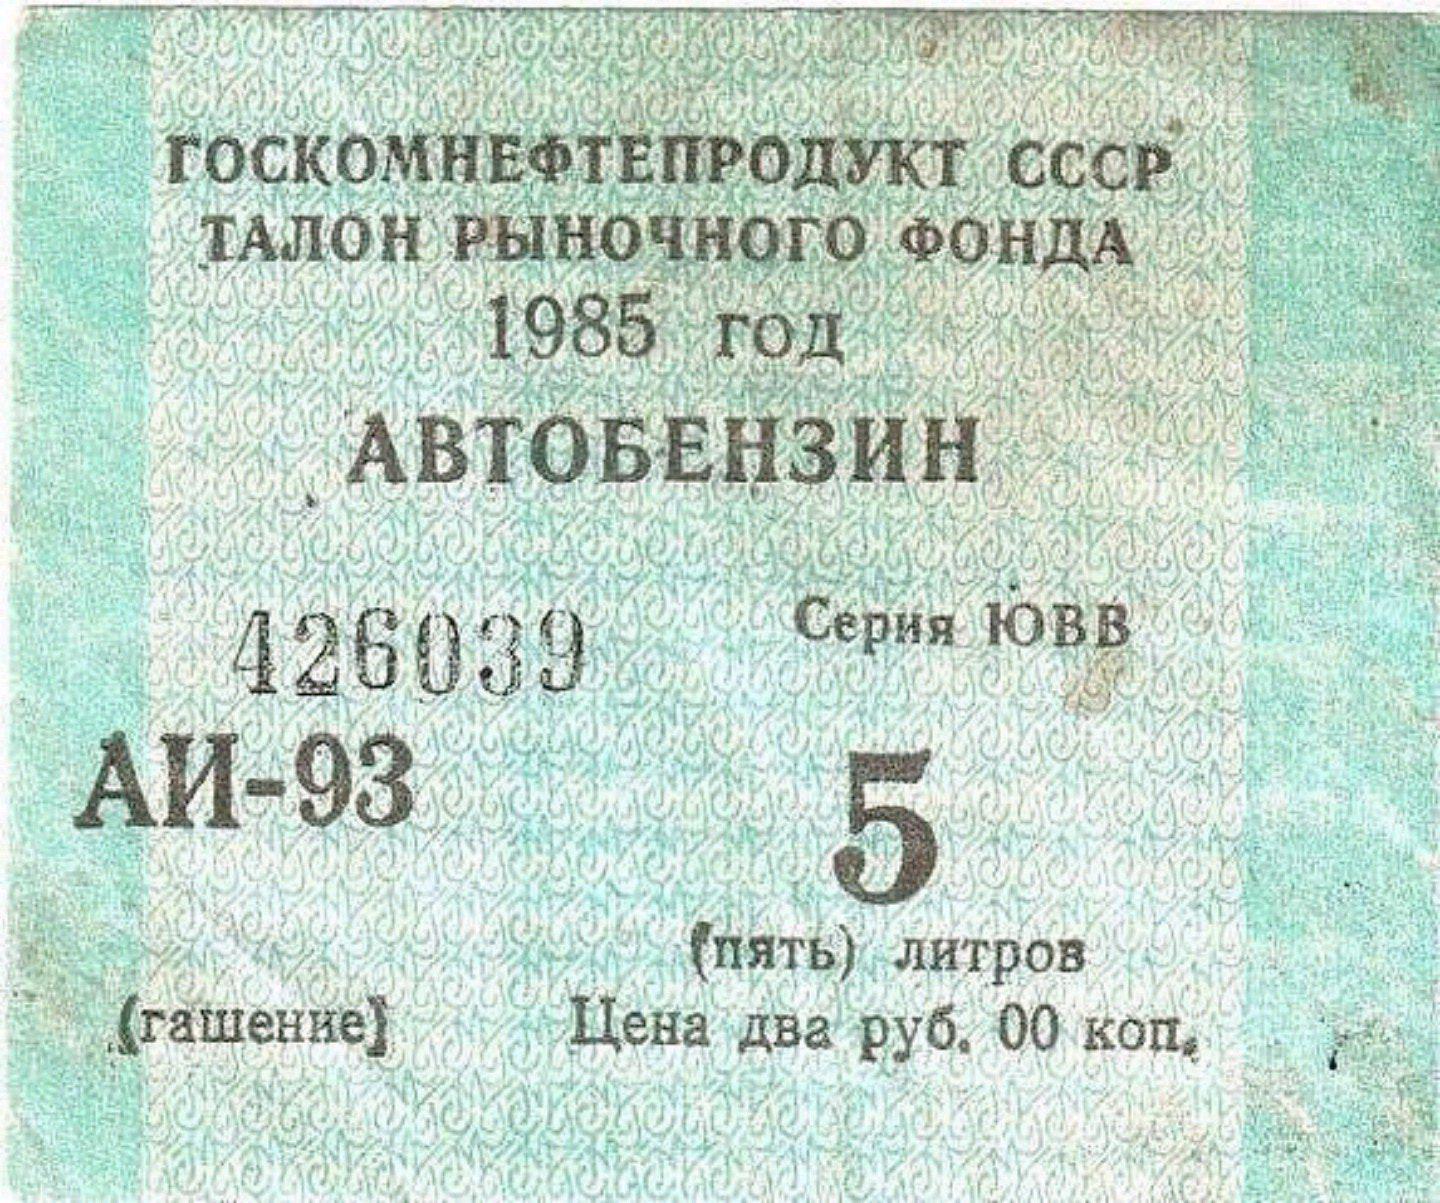 ГОСКОМНЕФТЕПРОДУКТ СССР
ТАЛОН РЫНОЧНОГО ФОНДА
1985 год
АВТОБЕНЗИН
426039 Серия ЮВВ
АИ-93 5
(пять) литров
(гашение) Цена два руб. 00 коп.